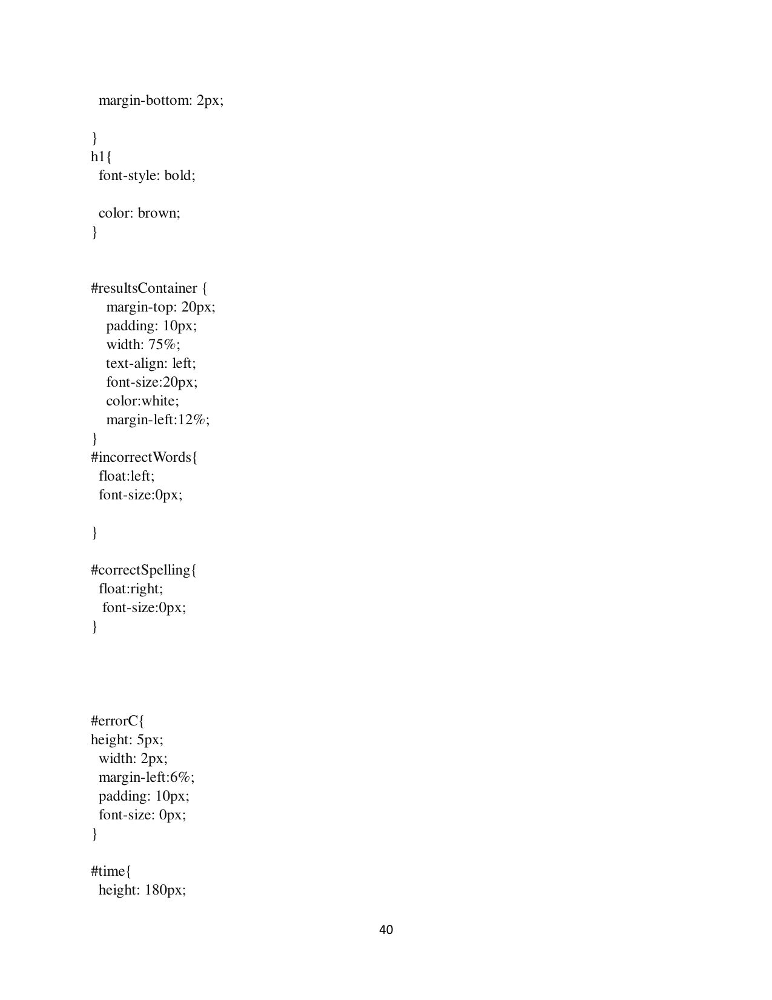 margin-bottom: 2px;
}
h1{
font-style: bold;
color: brown;
}
#resultsContainer {
margin-top: 20px;
padding: 10px;
width: 75%;
text-align: left;
font-size:20px;
color:white;
margin-left:12%;
}
#incorrectWords{
float:left;
font-size:0px;
}
#correctSpelling{
float:right;
font-size:0px;
}
#errorC{
height: 5px;
width: 2px;
margin-left:6%;
padding: 10px;
font-size: 0px;
}
#time{
height: 180px;
40